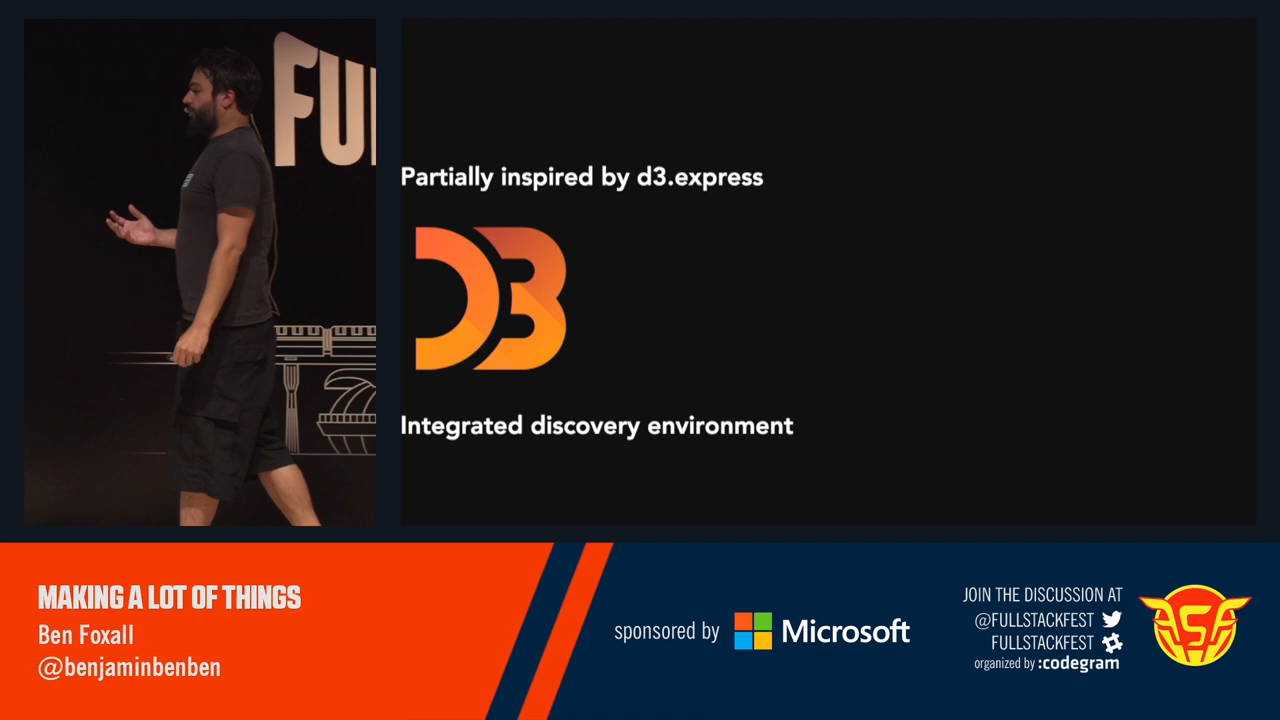 FU
Partially inspired by d3.express
D3
Integrated discovery environment
MAKING A LOT OF THINGS
Ben Foxall
@benjaminbenben
sponsored by Microsoft
JOIN THE DISCUSSION AT
@FULLSTACKFEST
FULLSTACKFEST
organized by :codegram
FSF